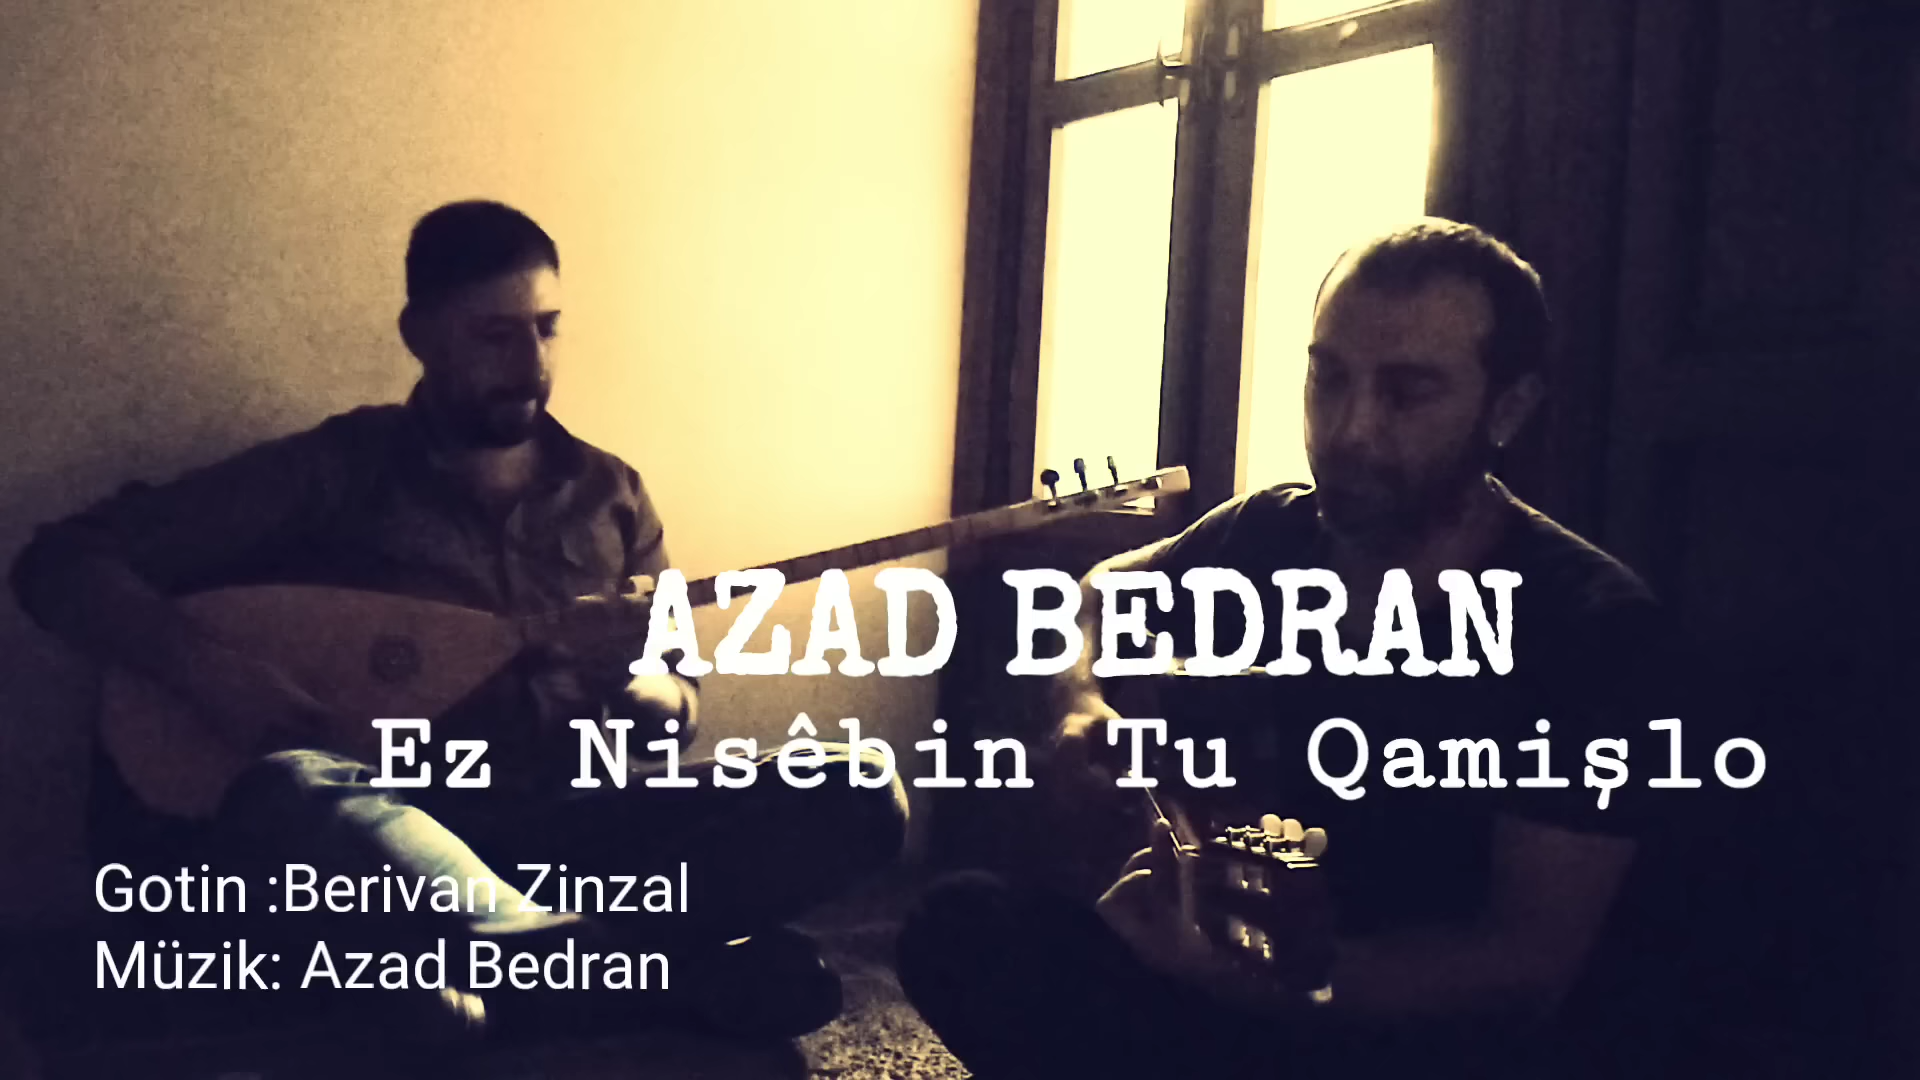 AZAD BEDRAN
Ez Nisêbin Tu Qamişlo
Gotin :Berivan Zinzal
Müzik: Azad Bedran